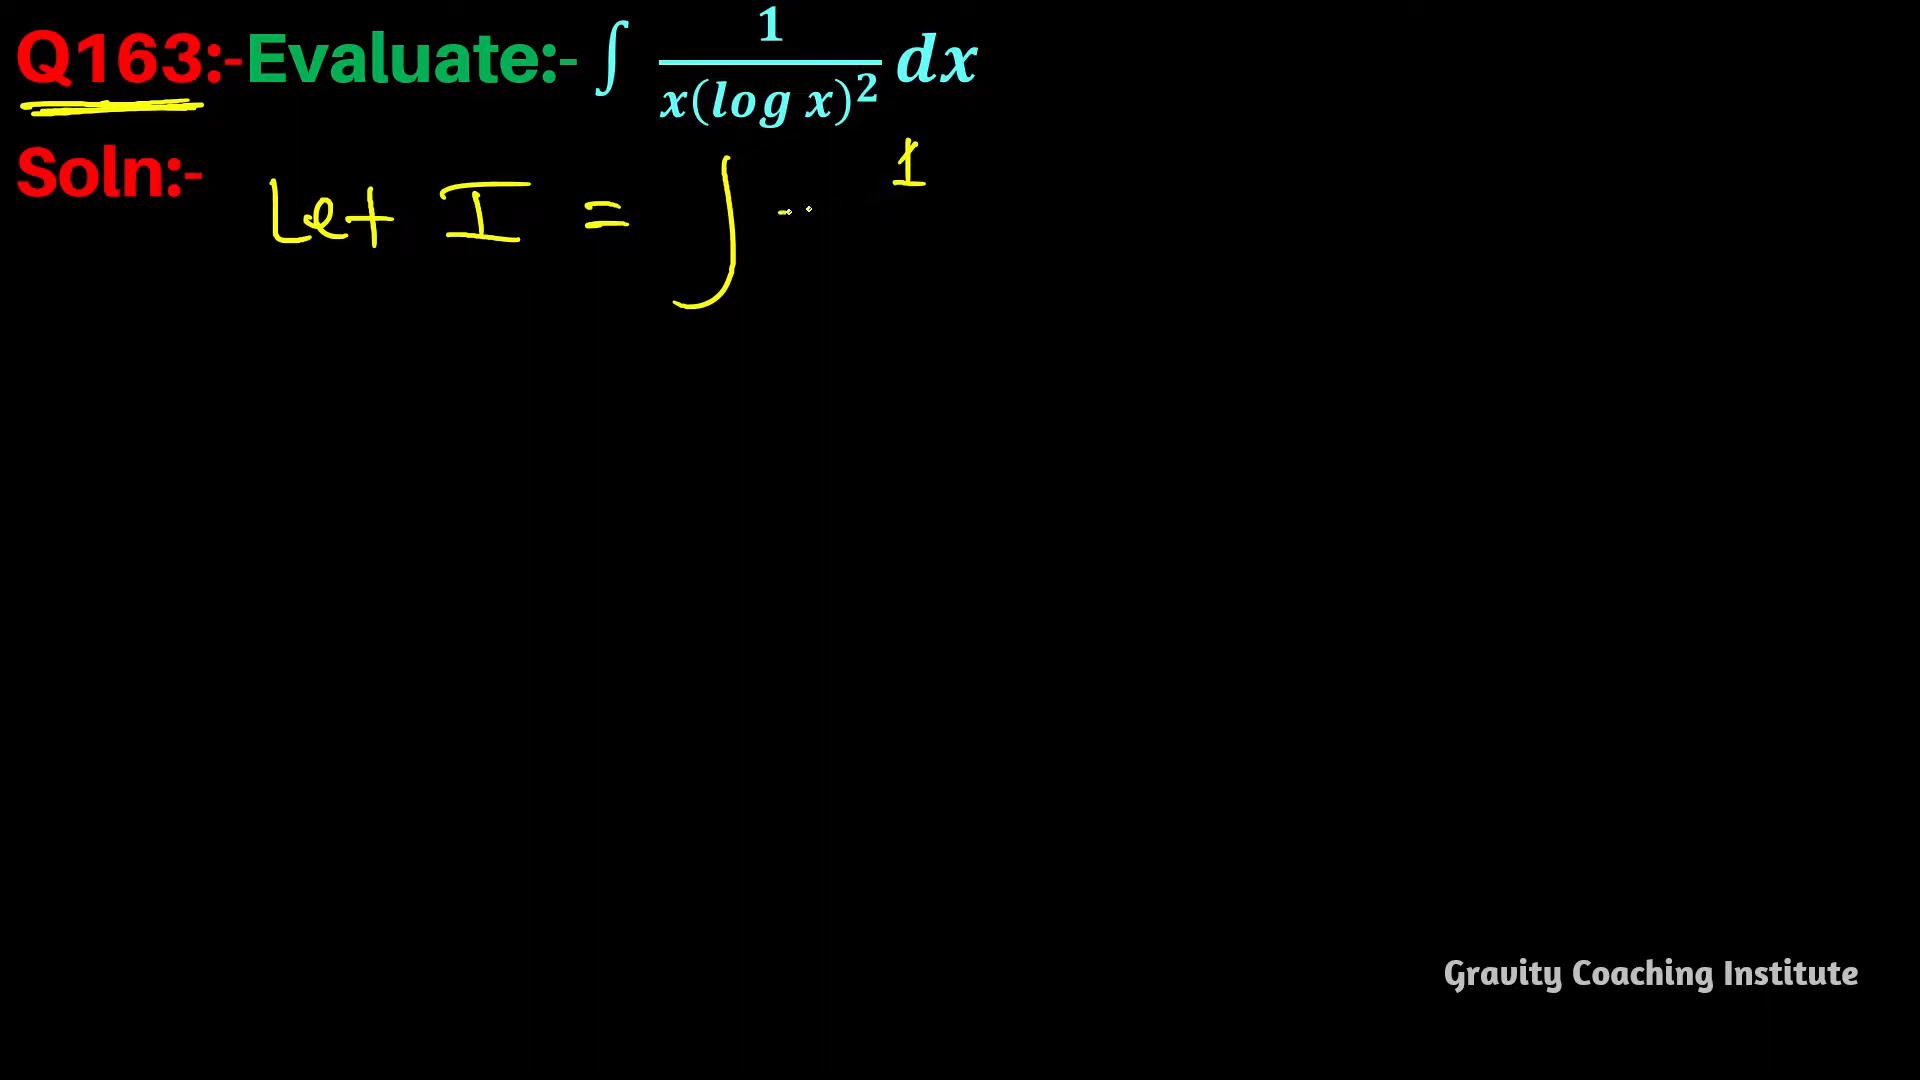 Q163:-Evaluate:- ∫ 1/(x(log x)²) dx
Soln:- Let I = ∫ 1
Gravity Coaching Institute